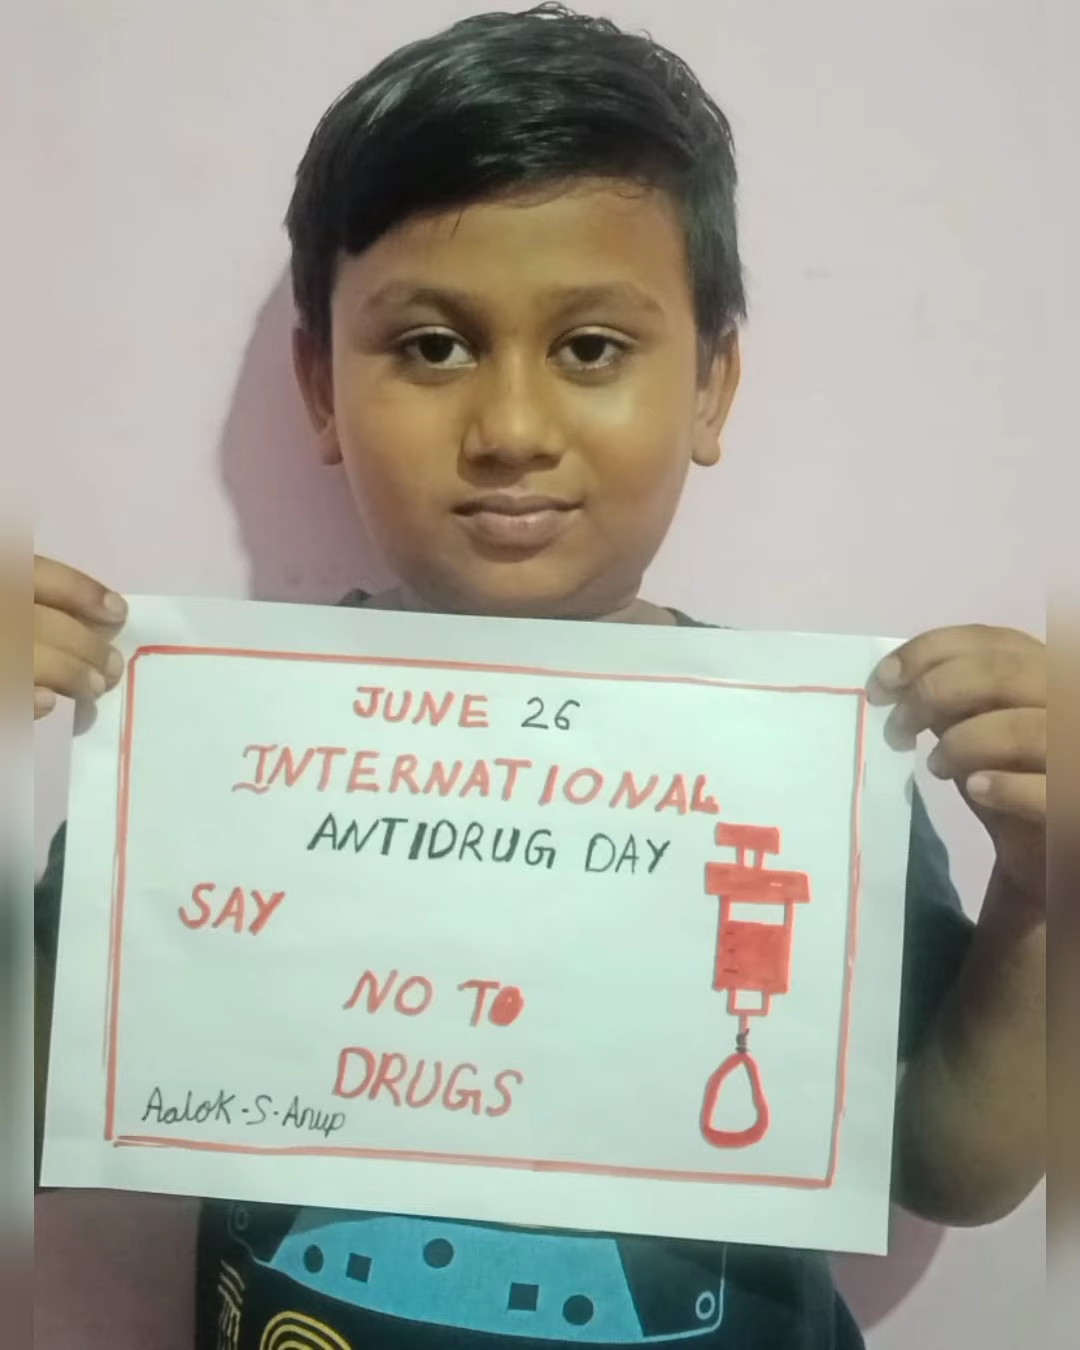 JUNE 26
INTERNATIONAL
ANTIDRUG DAY
SAY
NO TO
DRUGS
Aalok-S-Anup